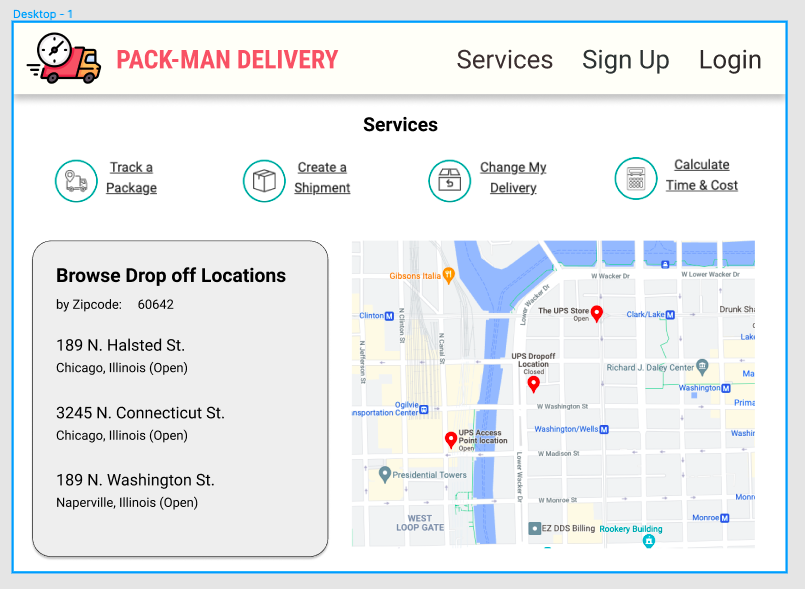 Desktop - 1
PACK-MAN DELIVERY
Services
Sign Up
Login
Services
Track a
Package
Create a
Shipment
Change My
Delivery
Calculate
Time & Cost
Browse Drop off Locations
by Zipcode: 60642
189 N. Halsted St.
Chicago, Illinois (Open)
3245 N. Connecticut St.
Chicago, Illinois (Open)
189 N. Washington St.
Naperville, Illinois (Open)
Gibsons Italia
W Wacker Dr
W Lower Wacker Dr
Lower Wacker Dr
The UPS Store
Open
Clinton M
N Clinton St
N Canal St
N Jefferson St
Clark/Lake M
Drunk Sha
Lake
UPS Dropoff
Location
Closed
Richard J. Daley Center
Ma
Washington M
Prima
Ogilvie
nsportation Center
W Washington St
Washington/Wells M
Washin
UPS Access
Point location
Open
W Madison St
Lower Wacker Dr
Presidential Towers
W Monroe St
Monr
Monroe M
WEST
LOOP GATE
EZ DDS Billing
Rookery Building